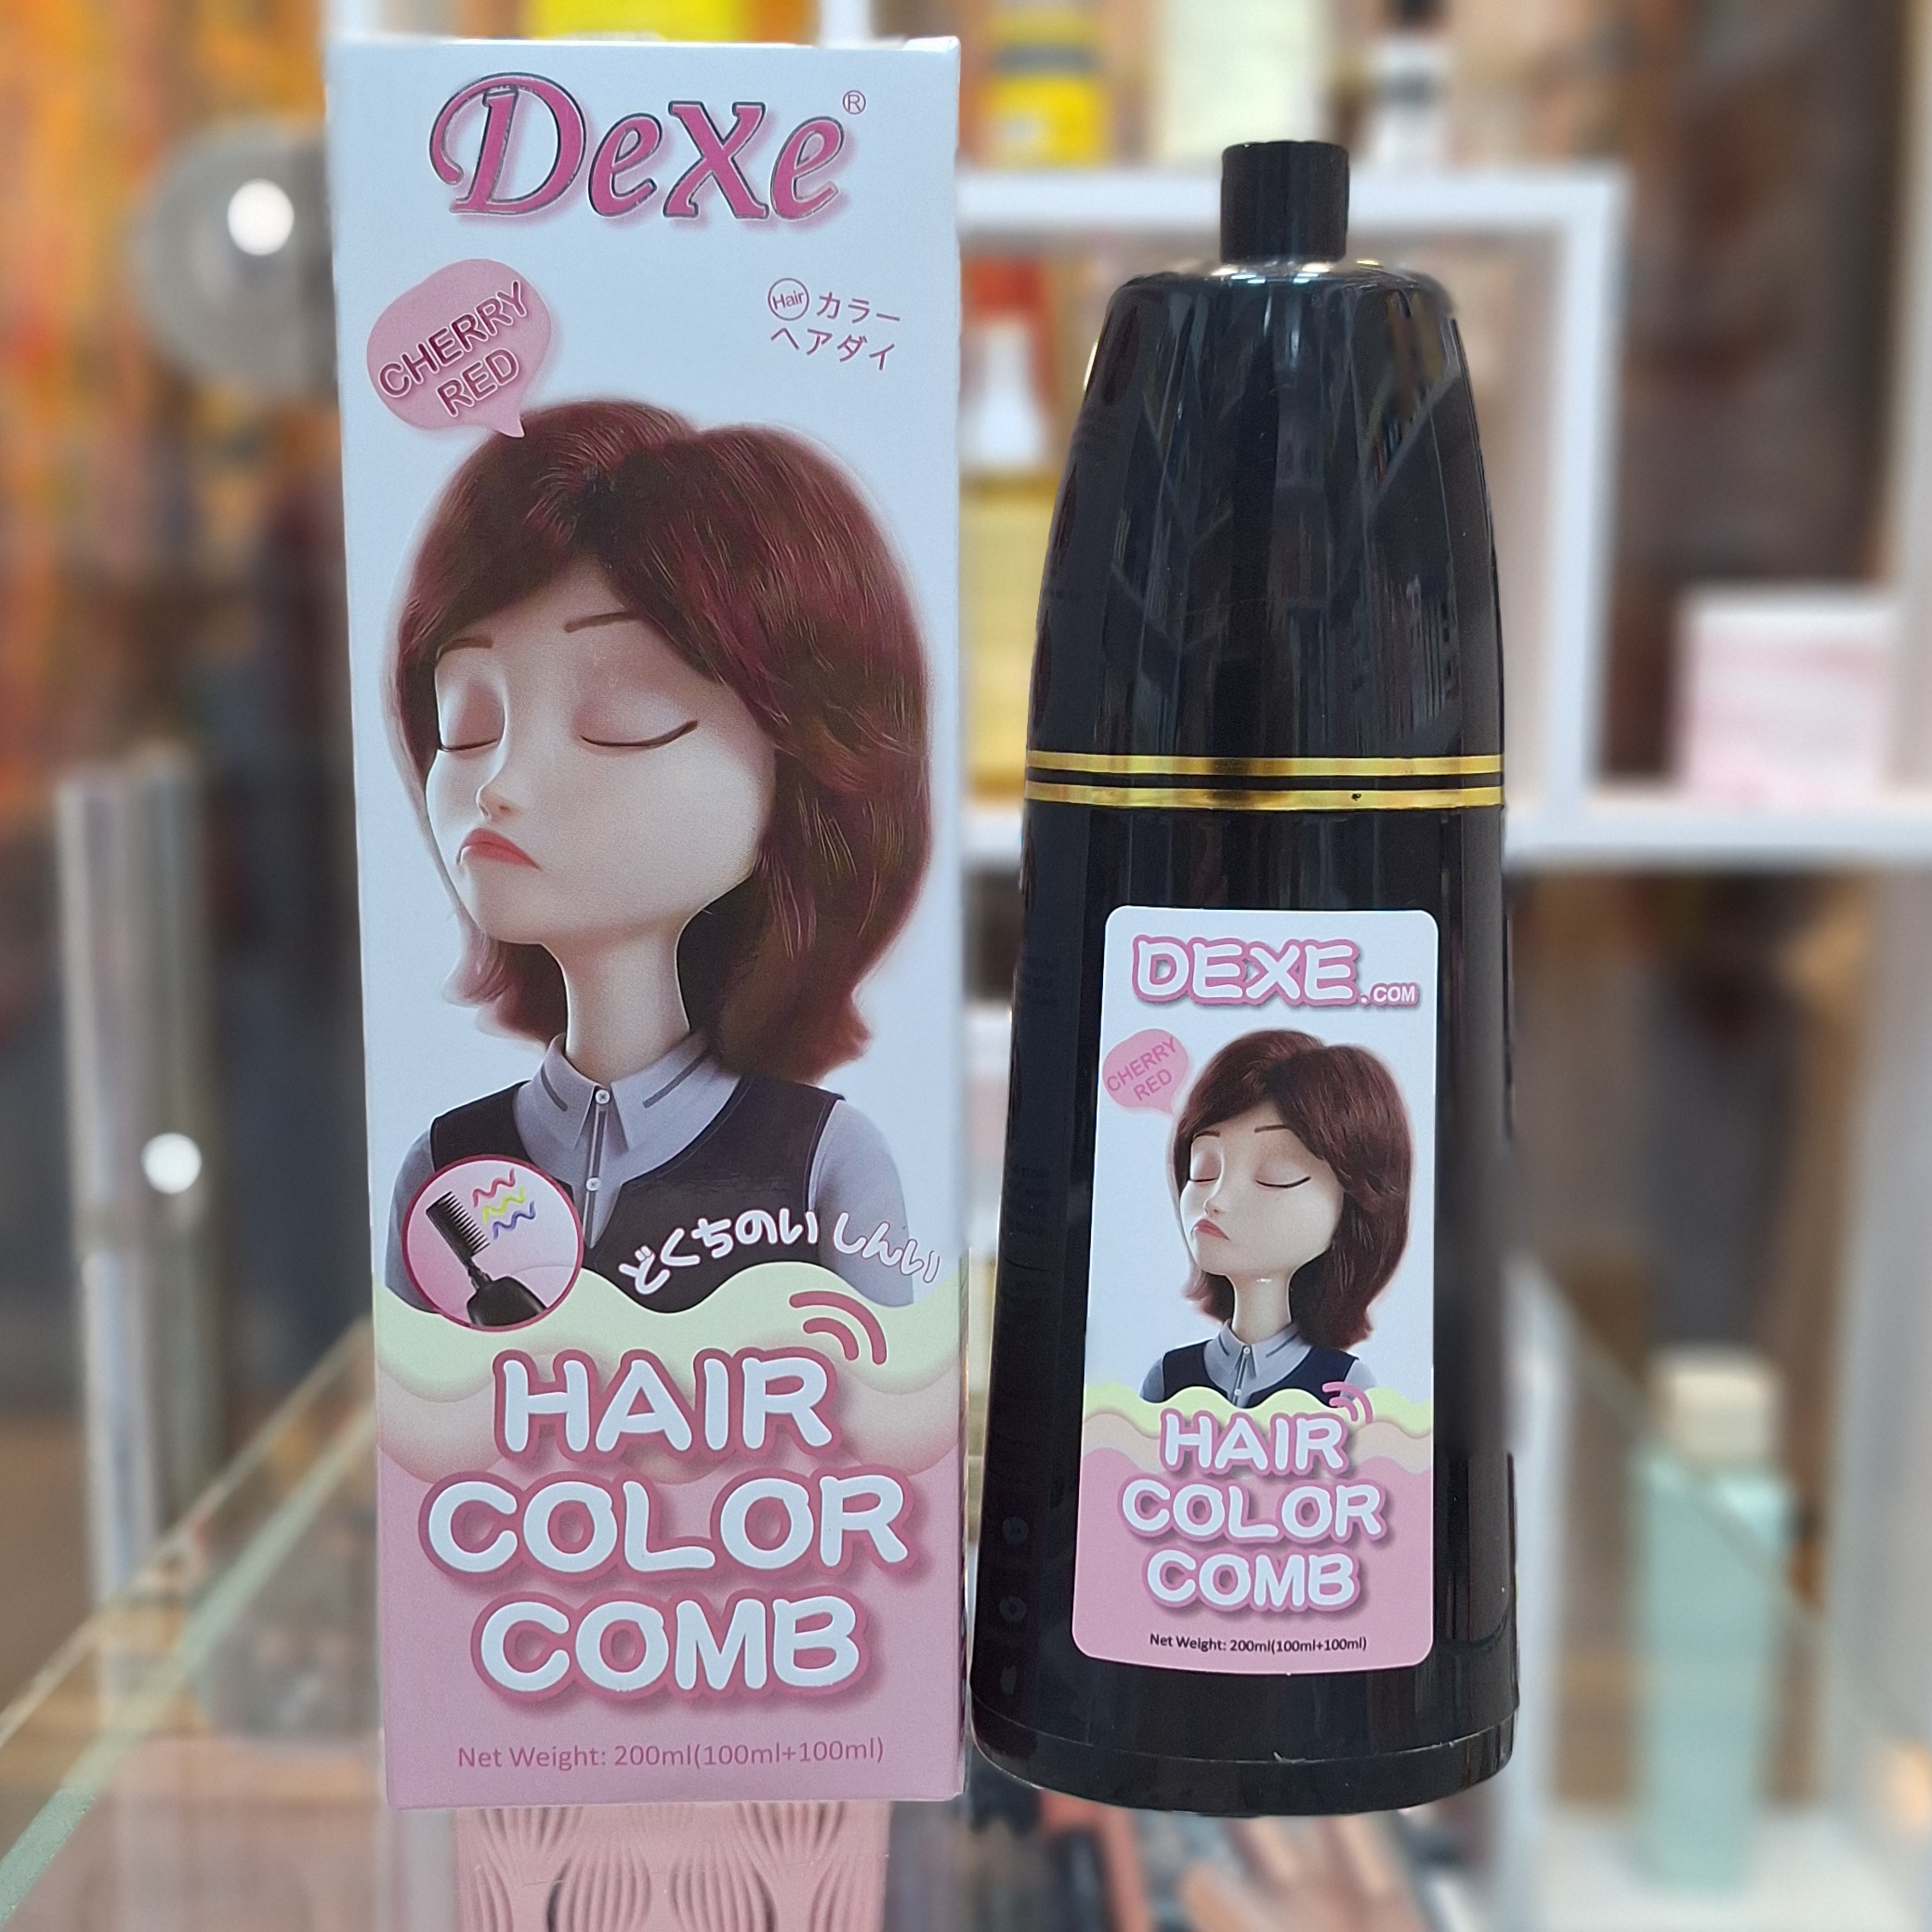 Dexe®
CHERRY
RED
Hair カラー
ヘアダイ
どくちのい しんい
HAIR
COLOR
COMB
Net Weight: 200ml(100ml+100ml)
DEXE.COM
CHERRY
RED
HAIR
COLOR
COMB
Net Weight: 200ml(100ml+100ml)